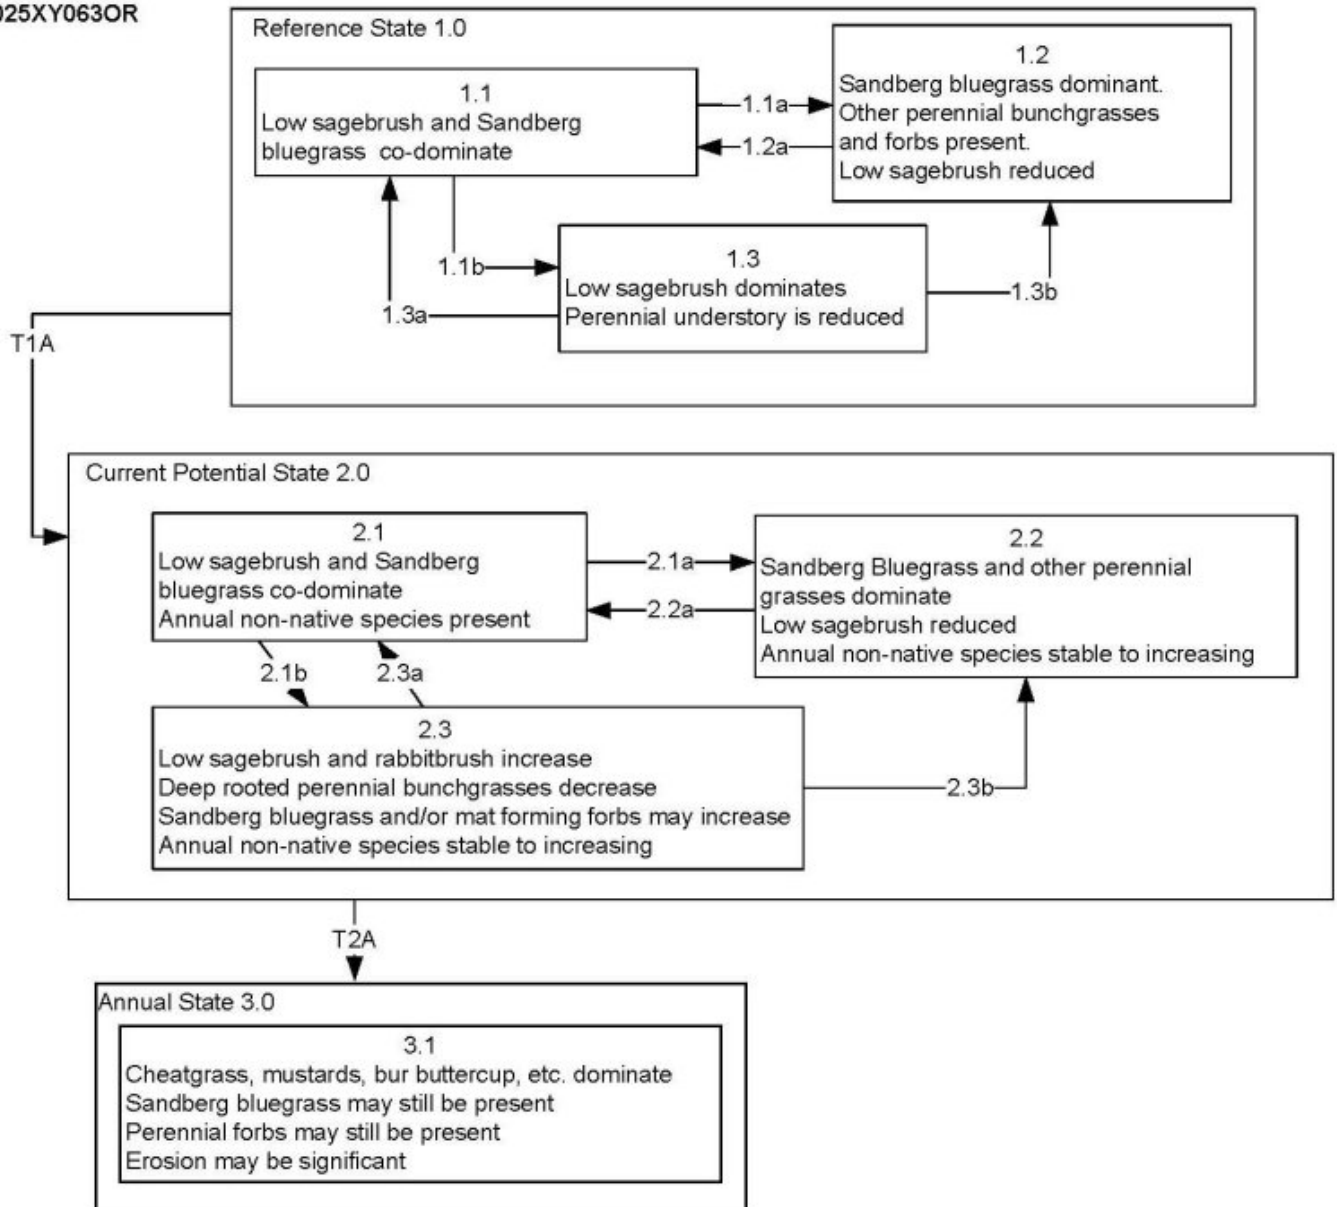 025XY063OR
Reference State 1.0
1.1
Low sagebrush and Sandberg
bluegrass co-dominate
1.1a
1.2a
1.2
Sandberg bluegrass dominant.
Other perennial bunchgrasses
and forbs present.
Low sagebrush reduced
1.1b
1.3a
1.3
Low sagebrush dominates
Perennial understory is reduced
1.3b
T1A
Current Potential State 2.0
2.1
Low sagebrush and Sandberg
bluegrass co-dominate
Annual non-native species present
2.1a
2.2a
2.2
Sandberg Bluegrass and other perennial
grasses dominate
Low sagebrush reduced
Annual non-native species stable to increasing
2.1b
2.3a
2.3
Low sagebrush and rabbitbrush increase
Deep rooted perennial bunchgrasses decrease
Sandberg bluegrass and/or mat forming forbs may increase
Annual non-native species stable to increasing
2.3b
T2A
Annual State 3.0
3.1
Cheatgrass, mustards, bur buttercup, etc. dominate
Sandberg bluegrass may still be present
Perennial forbs may still be present
Erosion may be significant